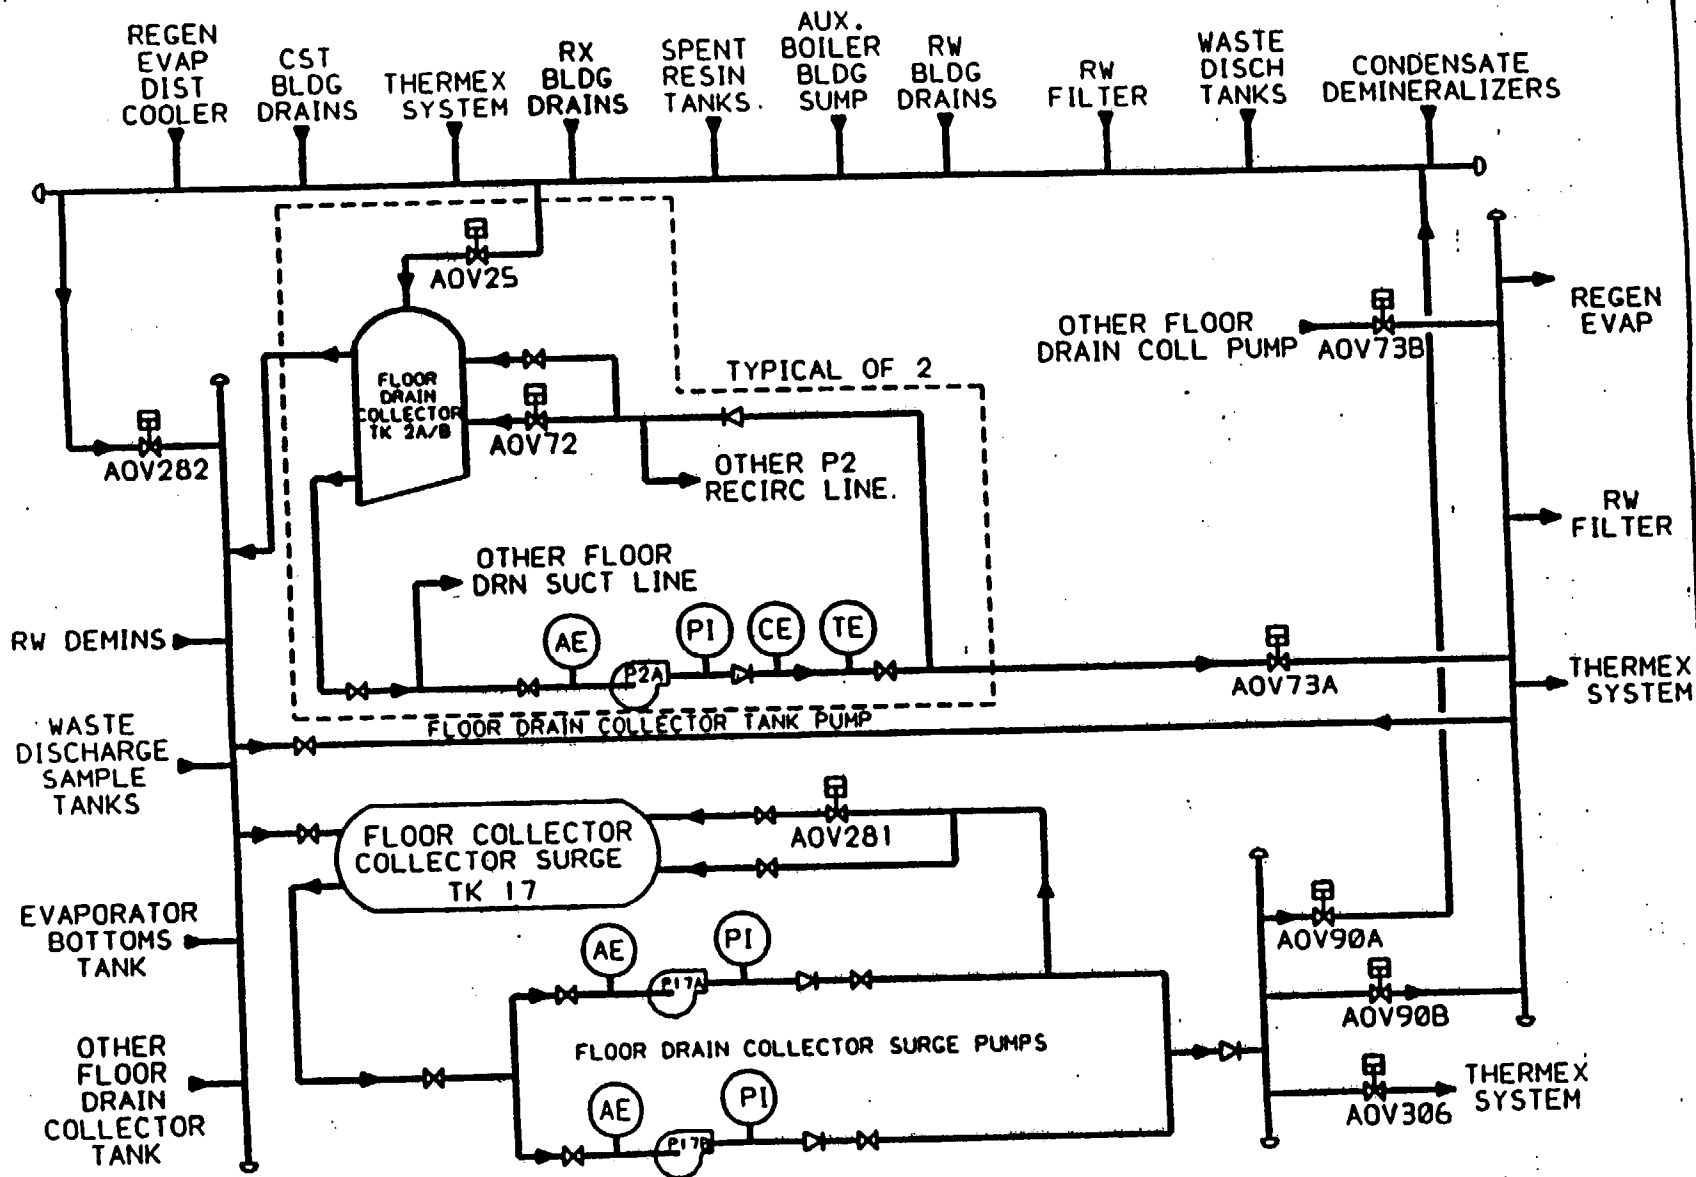 REGEN
EVAP
DIST
COOLER
CST
BLDG
DRAINS
THERMEX
SYSTEM
RX
BLDG
DRAINS
SPENT
RESIN
TANKS.
AUX.
BOILER
BLDG
SUMP
RW
BLDG
DRAINS
RW
FILTER
WASTE
DISCH
TANKS
CONDENSATE
DEMINERALIZERS
AOV25
REGEN
EVAP
OTHER FLOOR
DRAIN COLL PUMP
AOV73B
TYPICAL OF 2
FLOOR
DRAIN
COLLECTOR
TK 2A/B
AOV72
AOV282
OTHER P2
RECIRC LINE.
RW
FILTER
OTHER FLOOR
DRN SUCT LINE
RW DEMINS
AE
P2A
PI
CE
TE
AOV73A
THERMEX
SYSTEM
FLOOR DRAIN COLLECTOR TANK PUMP
WASTE
DISCHARGE
SAMPLE
TANKS
FLOOR COLLECTOR
COLLECTOR SURGE
TK 17
AOV281
EVAPORATOR
BOTTOMS
TANK
AE
P17A
PI
AOV90A
AOV90B
FLOOR DRAIN COLLECTOR SURGE PUMPS
OTHER
FLOOR
DRAIN
COLLECTOR
TANK
AE
P17B
PI
AOV306
THERMEX
SYSTEM